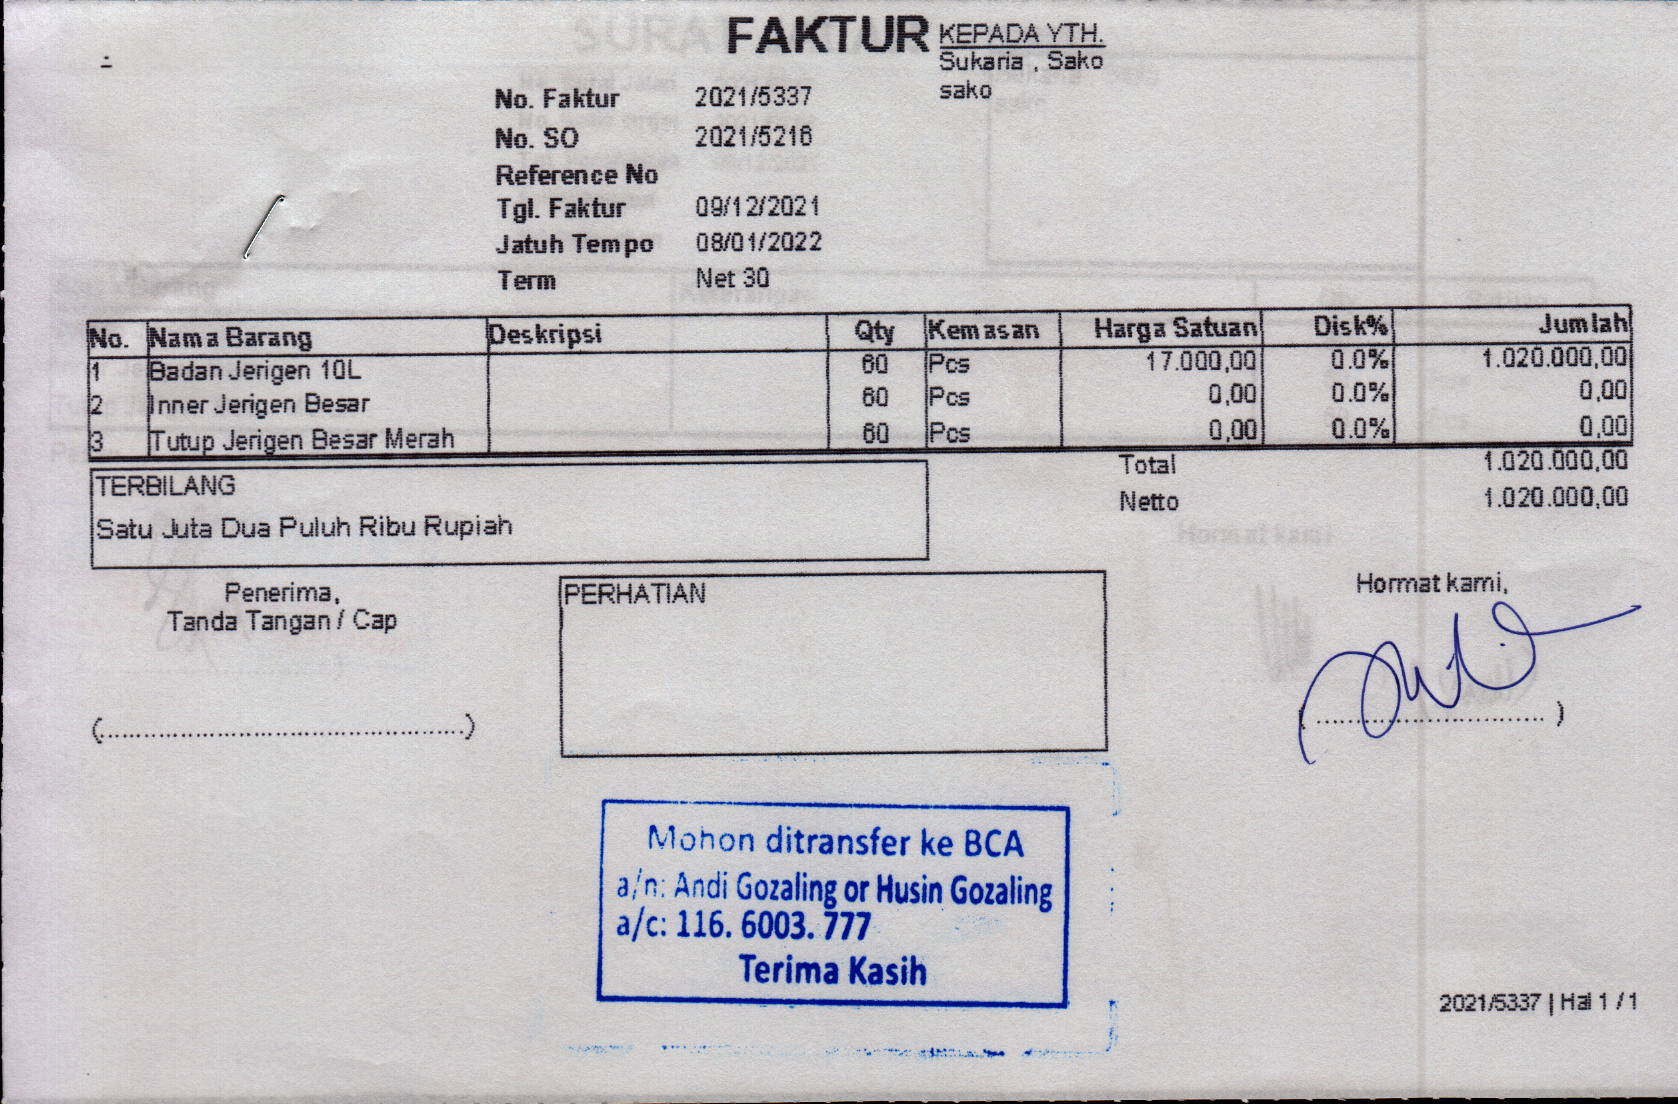 FAKTUR
KEPADA YTH.
Sukaria , Sako
sako
No. Faktur 2021/5337
No. SO 2021/5216
Reference No
Tgl. Faktur 09/12/2021
Jatuh Tempo 08/01/2022
Term Net 30
No. Nama Barang Deskripsi Qty Kemasan Harga Satuan Disk% Jumlah
1 Badan Jerigen 10L 60 Pcs 17.000,00 0.0% 1.020.000,00
2 Inner Jerigen Besar 60 Pcs 0,00 0.0% 0,00
3 Tutup Jerigen Besar Merah 60 Pcs 0,00 0.0% 0,00
Total 1.020.000,00
Netto 1.020.000,00
TERBILANG
Satu Juta Dua Puluh Ribu Rupiah
Penerima,
Tanda Tangan / Cap
(..............................................)
PERHATIAN
Hormat kami,
( ............................. )
Mohon ditransfer ke BCA
a/n: Andi Gozaling or Husin Gozaling
a/c: 116. 6003. 777
Terima Kasih
2021/5337 | Hal 1 / 1